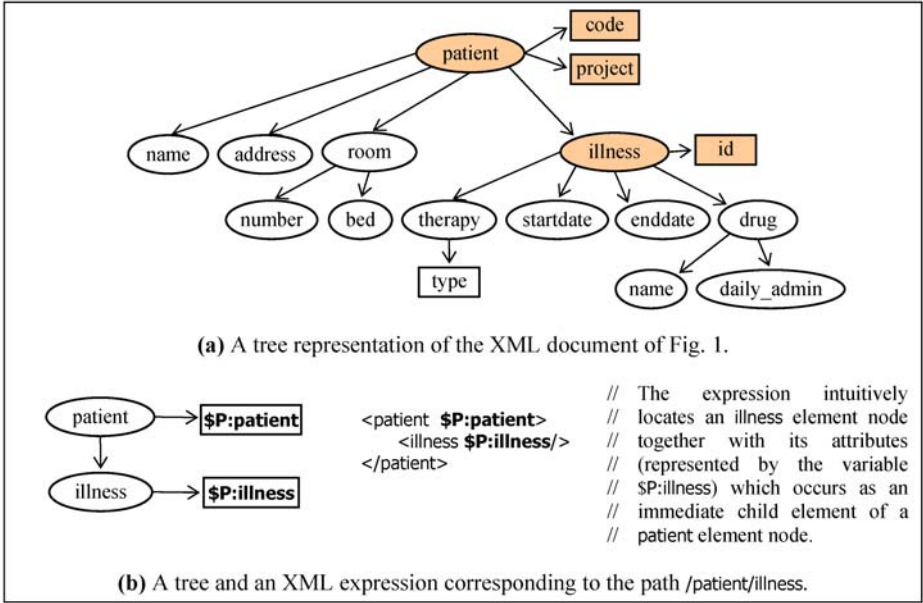 code
patient
project
name
address
room
illness
id
number
bed
therapy
startdate
enddate
drug
type
name
daily_admin
(a) A tree representation of the XML document of Fig. 1.
patient
$P:patient
illness
$P:illness
<patient $P:patient>
<illness $P:illness/>
</patient>
// The expression intuitively
// locates an illness element node
// together with its attributes
// (represented by the variable
// $P:illness) which occurs as an
// immediate child element of a
// patient element node.
(b) A tree and an XML expression corresponding to the path /patient/illness.